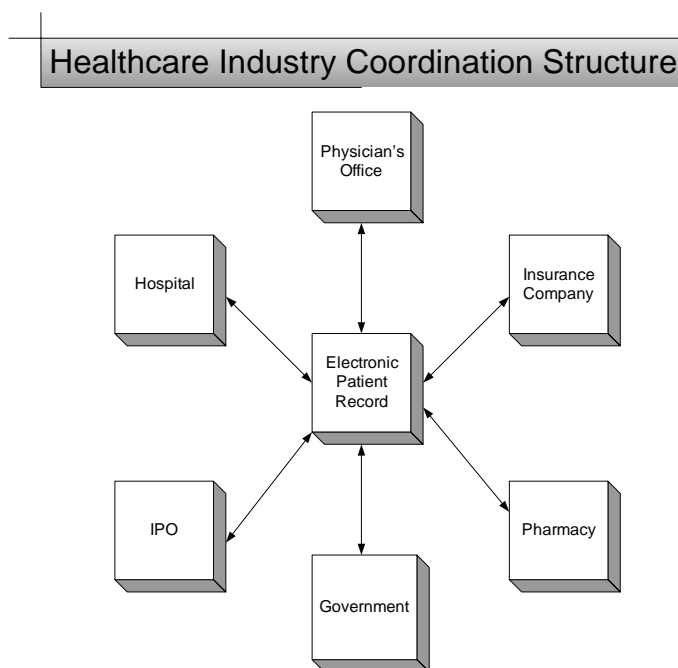 Healthcare Industry Coordination Structure
Physician's
Office
Hospital
Insurance
Company
Electronic
Patient
Record
IPO
Pharmacy
Government